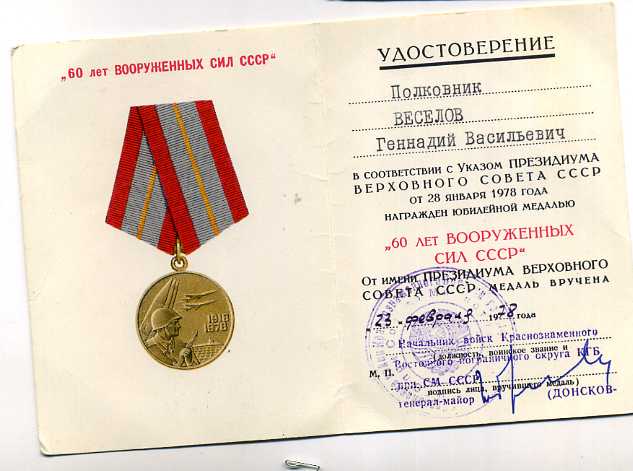 „60 лет ВООРУЖЕННЫХ СИЛ СССР"
1918
1978
УДОСТОВЕРЕНИЕ
Полковник
ВЕСЕЛОВ
Геннадий Васильевич
В СООТВЕТСТВИИ С УКАЗОМ ПРЕЗИДИУМА
ВЕРХОВНОГО СОВЕТА СССР
ОТ 28 ЯНВАРЯ 1978 ГОДА
НАГРАЖДЕН ЮБИЛЕЙНОЙ МЕДАЛЬЮ
„60 ЛЕТ ВООРУЖЕННЫХ
СИЛ СССР"
ОТ ИМЕНИ ПРЕЗИДИУМА ВЕРХОВНОГО
СОВЕТА СССР МЕДАЛЬ ВРУЧЕНА
„23" февраля 1978 года
Начальник войск Краснознаменного
(должность, воинское звание и
Восточного пограничного округа КГБ
М. П.
при СМ СССР
подпись лица, вручившего медаль)
генерал-майор (ДОНСКОВ